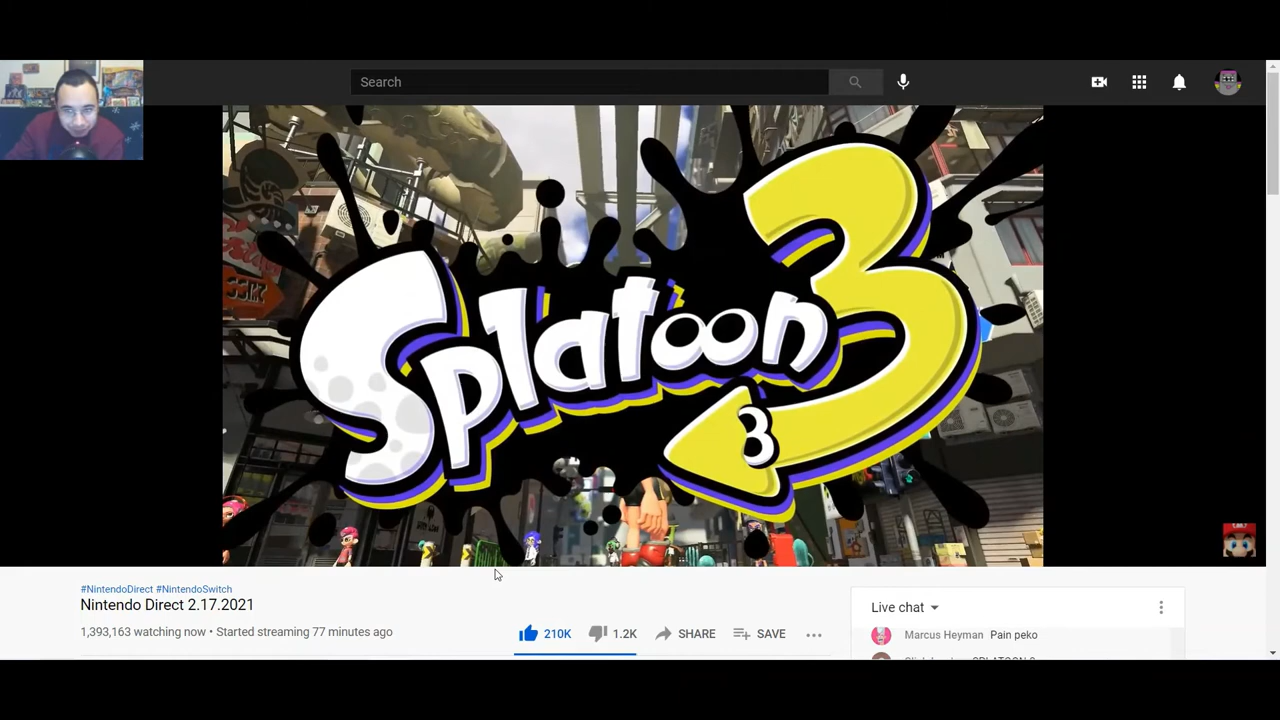 Search
Splatoon 3
3
#NintendoDirect #NintendoSwitch
Nintendo Direct 2.17.2021
1,393,163 watching now • Started streaming 77 minutes ago
210K
1.2K
SHARE
SAVE
Live chat
Marcus Heyman Pain peko